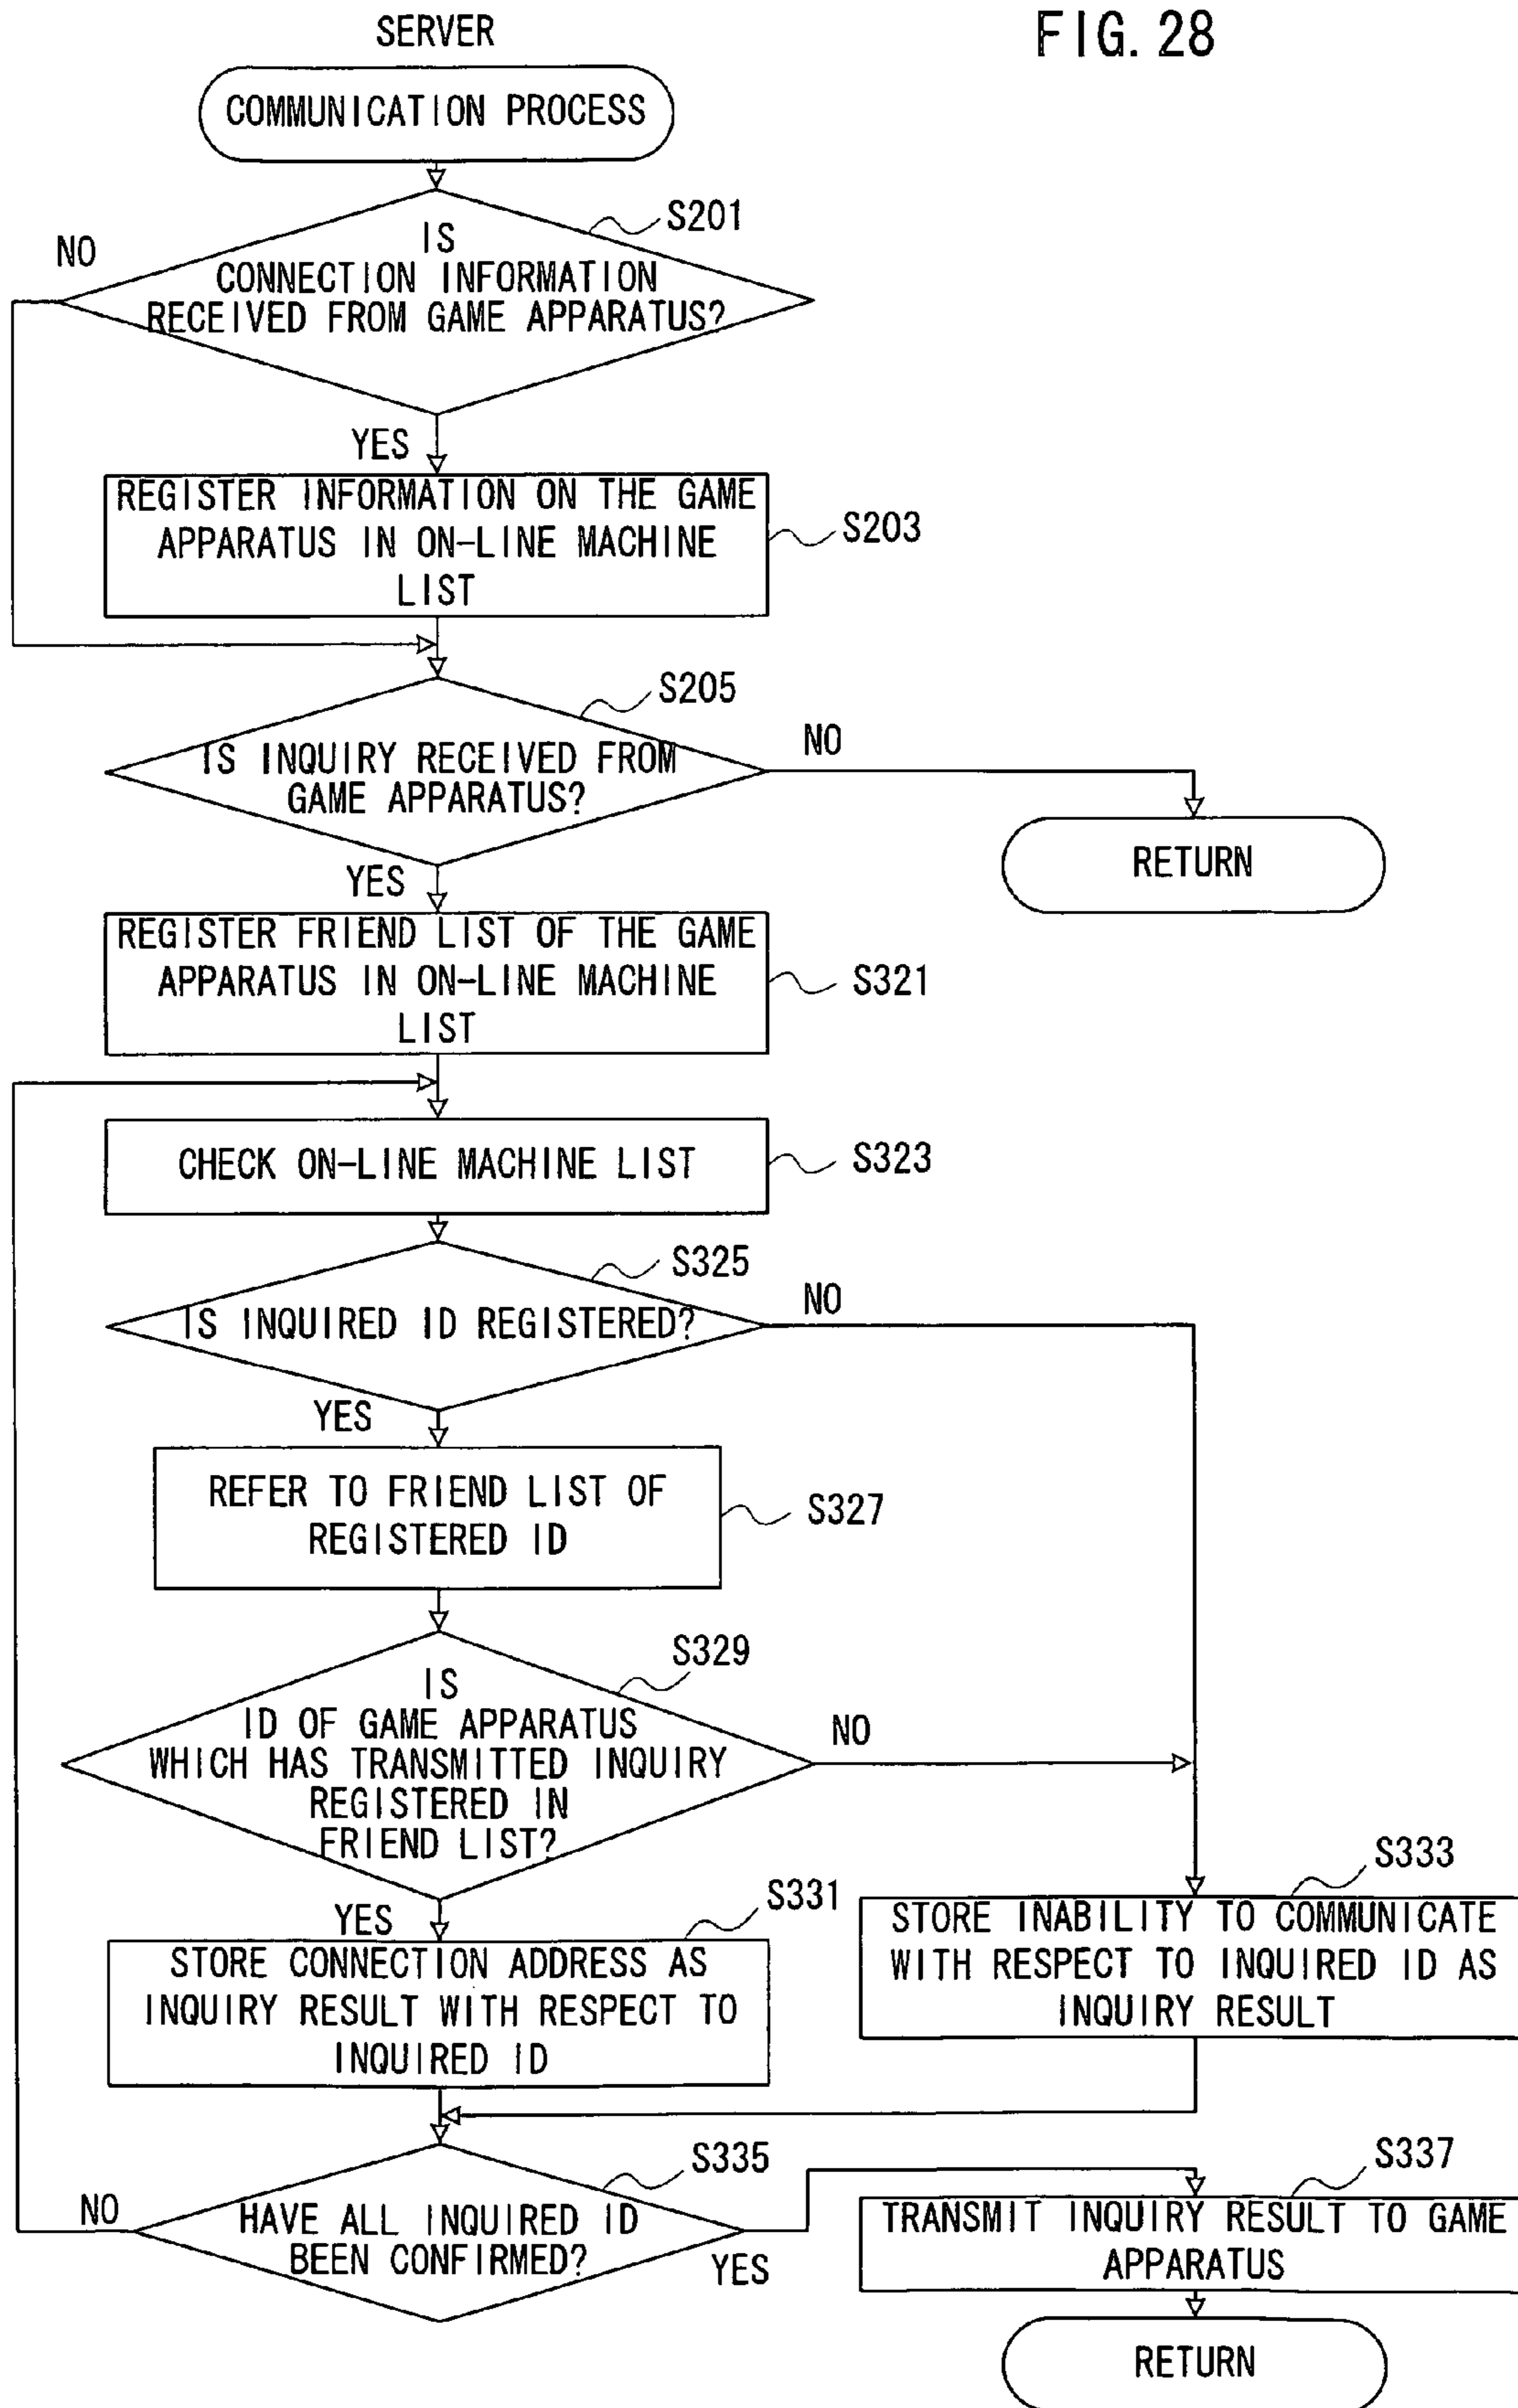 FIG. 28
SERVER
COMMUNICATION PROCESS
S201
IS
CONNECTION INFORMATION
RECEIVED FROM GAME APPARATUS?
NO
YES
REGISTER INFORMATION ON THE GAME
APPARATUS IN ON-LINE MACHINE
LIST
S203
S205
IS INQUIRY RECEIVED FROM
GAME APPARATUS?
NO
RETURN
YES
REGISTER FRIEND LIST OF THE GAME
APPARATUS IN ON-LINE MACHINE
LIST
S321
CHECK ON-LINE MACHINE LIST
S323
S325
IS INQUIRED ID REGISTERED?
NO
YES
REFER TO FRIEND LIST OF
REGISTERED ID
S327
S329
IS
ID OF GAME APPARATUS
WHICH HAS TRANSMITTED INQUIRY
REGISTERED IN
FRIEND LIST?
NO
YES
S331
STORE CONNECTION ADDRESS AS
INQUIRY RESULT WITH RESPECT TO
INQUIRED ID
S333
STORE INABILITY TO COMMUNICATE
WITH RESPECT TO INQUIRED ID AS
INQUIRY RESULT
S335
HAVE ALL INQUIRED ID
BEEN CONFIRMED?
NO
YES
S337
TRANSMIT INQUIRY RESULT TO GAME
APPARATUS
RETURN